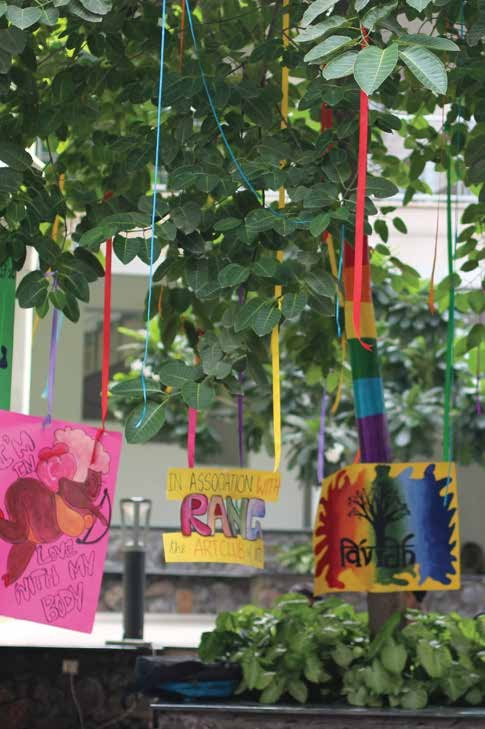 I'M
IN
LOVE
WITH MY
BODY
IN ASSOCIATION WITH
RANG
the ART CLUB